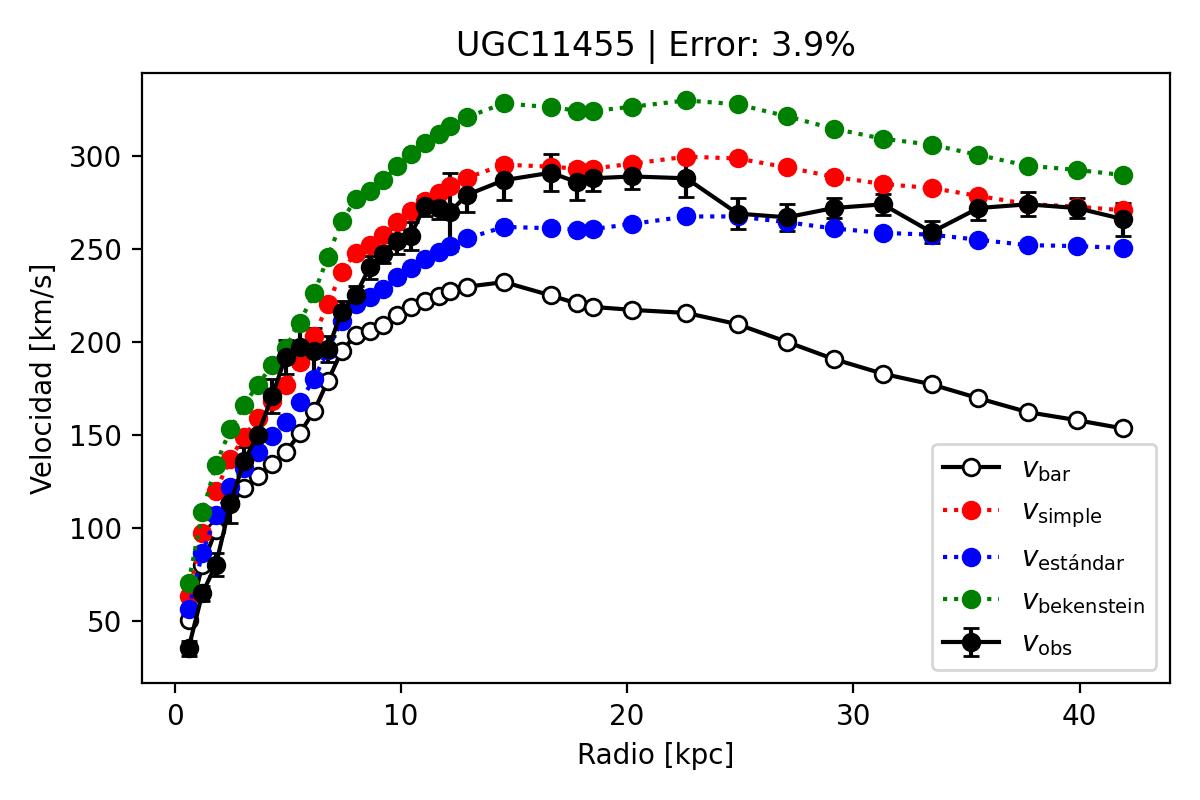 UGC11455 | Error: 3.9%
Velocidad [km/s]
300
250
200
150
100
50
0
10
20
30
40
Radio [kpc]
v_bar
v_simple
v_estándar
v_bekenstein
v_obs